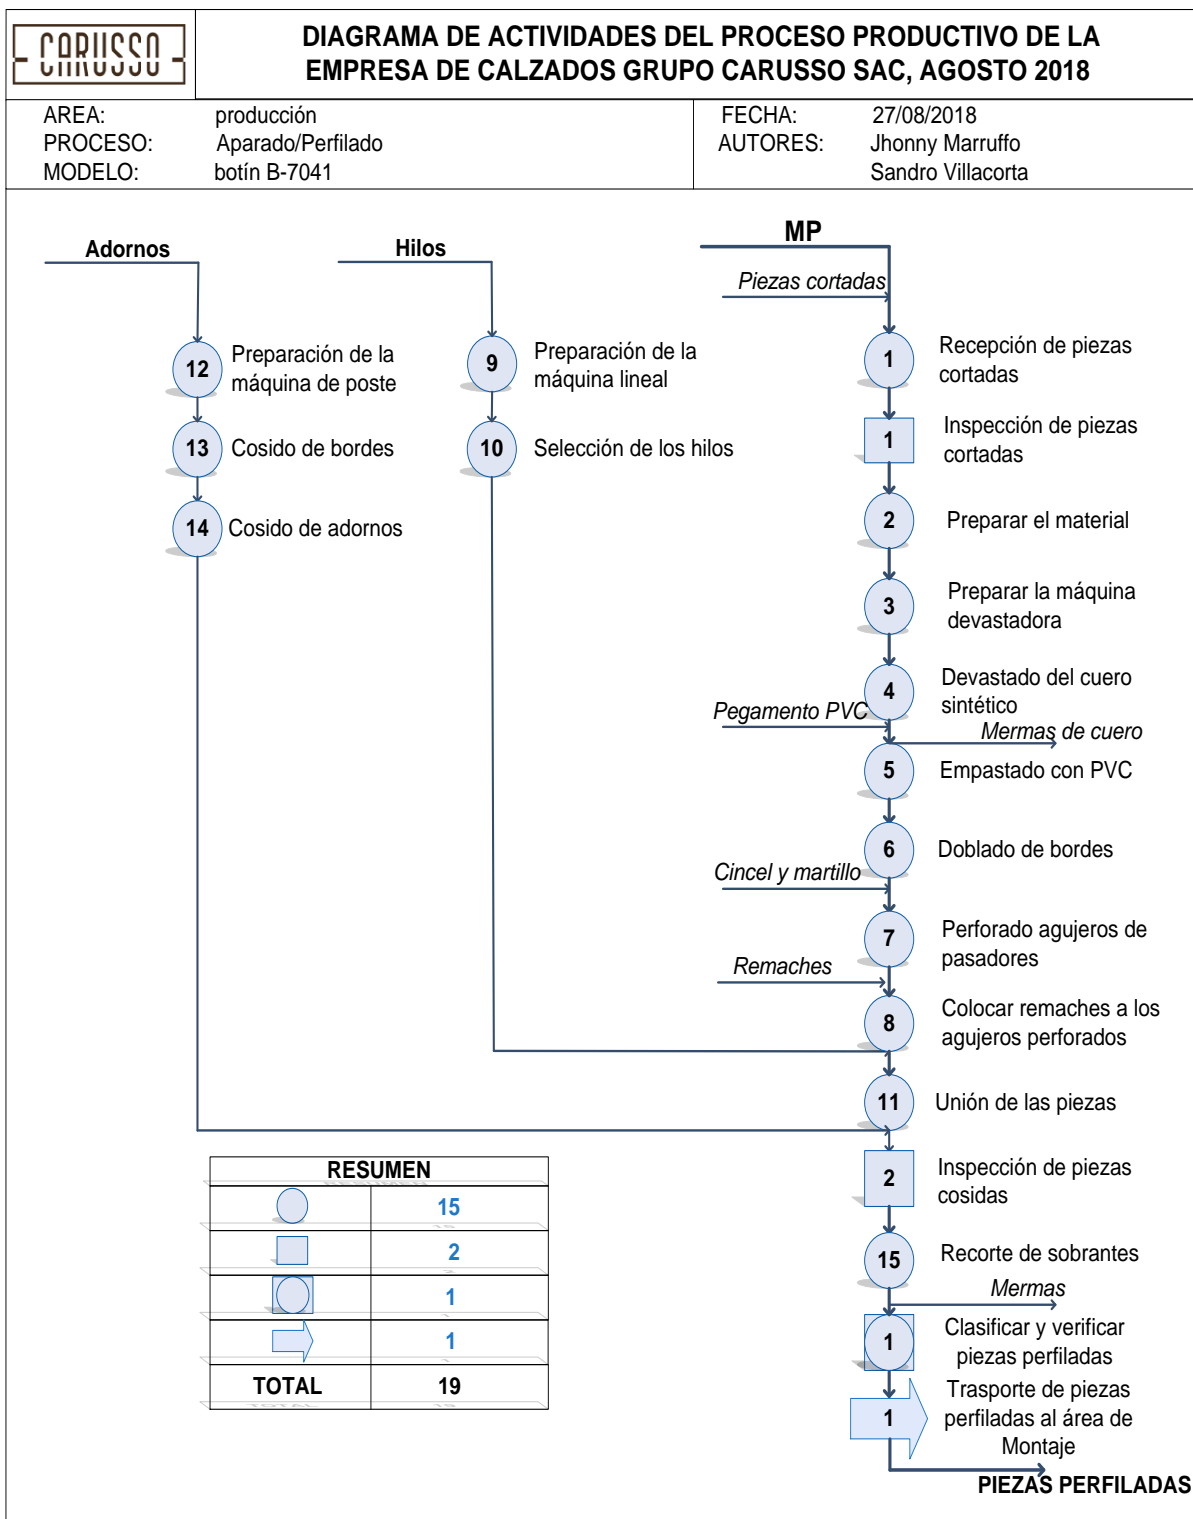 CARUSSO
DIAGRAMA DE ACTIVIDADES DEL PROCESO PRODUCTIVO DE LA
EMPRESA DE CALZADOS GRUPO CARUSSO SAC, AGOSTO 2018
AREA: producción
PROCESO: Aparado/Perfilado
MODELO: botín B-7041
FECHA: 27/08/2018
AUTORES: Jhonny Marruffo
Sandro Villacorta
Adornos
12 Preparación de la
máquina de poste
13 Cosido de bordes
14 Cosido de adornos
Hilos
9 Preparación de la
máquina lineal
10 Selección de los hilos
MP
Piezas cortadas
1 Recepción de piezas
cortadas
1 Inspección de piezas
cortadas
2 Preparar el material
3 Preparar la máquina
devastadora
4 Devastado del cuero
sintético
Pegamento PVC
Mermas de cuero
5 Empastado con PVC
6 Doblado de bordes
Cincel y martillo
7 Perforado agujeros de
pasadores
Remaches
8 Colocar remaches a los
agujeros perforados
11 Unión de las piezas
2 Inspección de piezas
cosidas
15 Recorte de sobrantes
Mermas
1 Clasificar y verificar
piezas perfiladas
1 Trasporte de piezas
perfiladas al área de
Montaje
PIEZAS PERFILADAS
RESUMEN
15
2
1
1
TOTAL 19